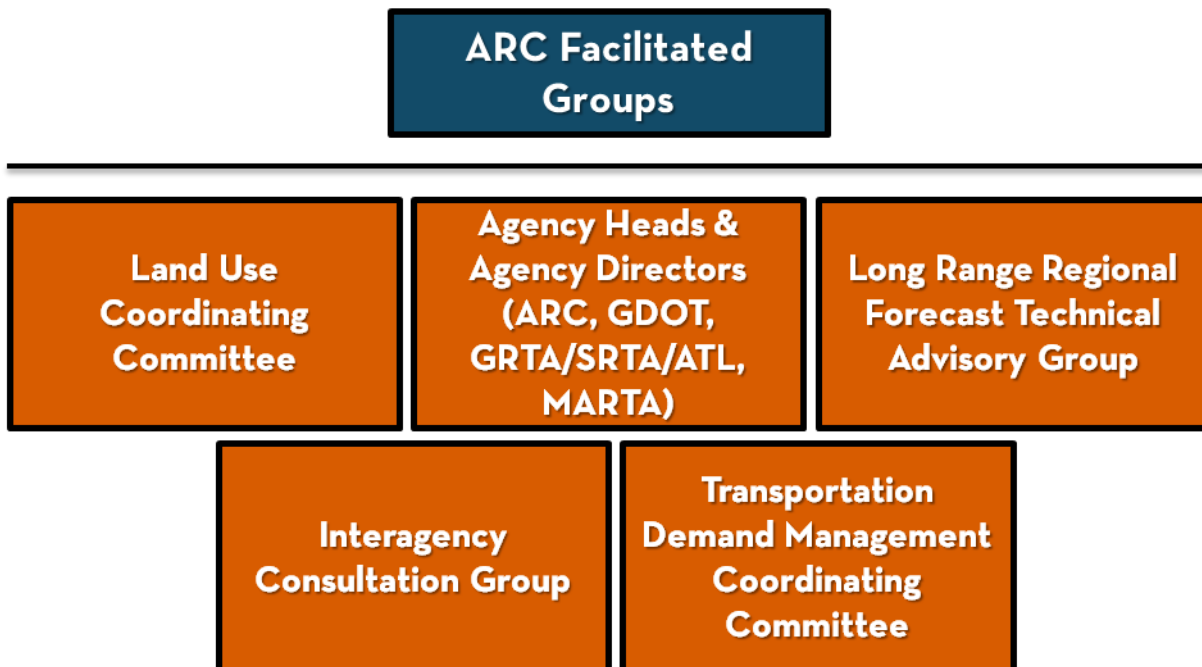 ARC Facilitated
Groups
Land Use
Coordinating
Committee
Agency Heads &
Agency Directors
(ARC, GDOT,
GRTA/SRTA/ATL,
MARTA)
Long Range Regional
Forecast Technical
Advisory Group
Interagency
Consultation Group
Transportation
Demand Management
Coordinating
Committee